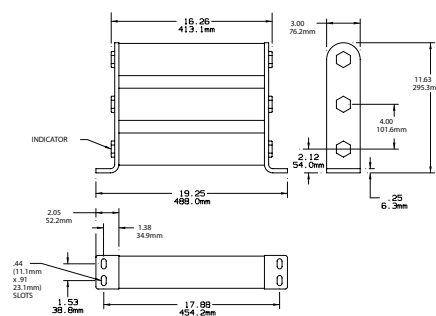 16.26
413.1mm
3.00
76.2mm
11.63
295.3m
4.00
101.6mm
INDICATOR
2.12
54.0mm
19.25
488.0mm
.25
6.3mm
2.05
52.2mm
1.38
34.9mm
.44
(11.1mm
x .91
23.1mm)
SLOTS
1.53
38.8mm
17.88
454.2mm